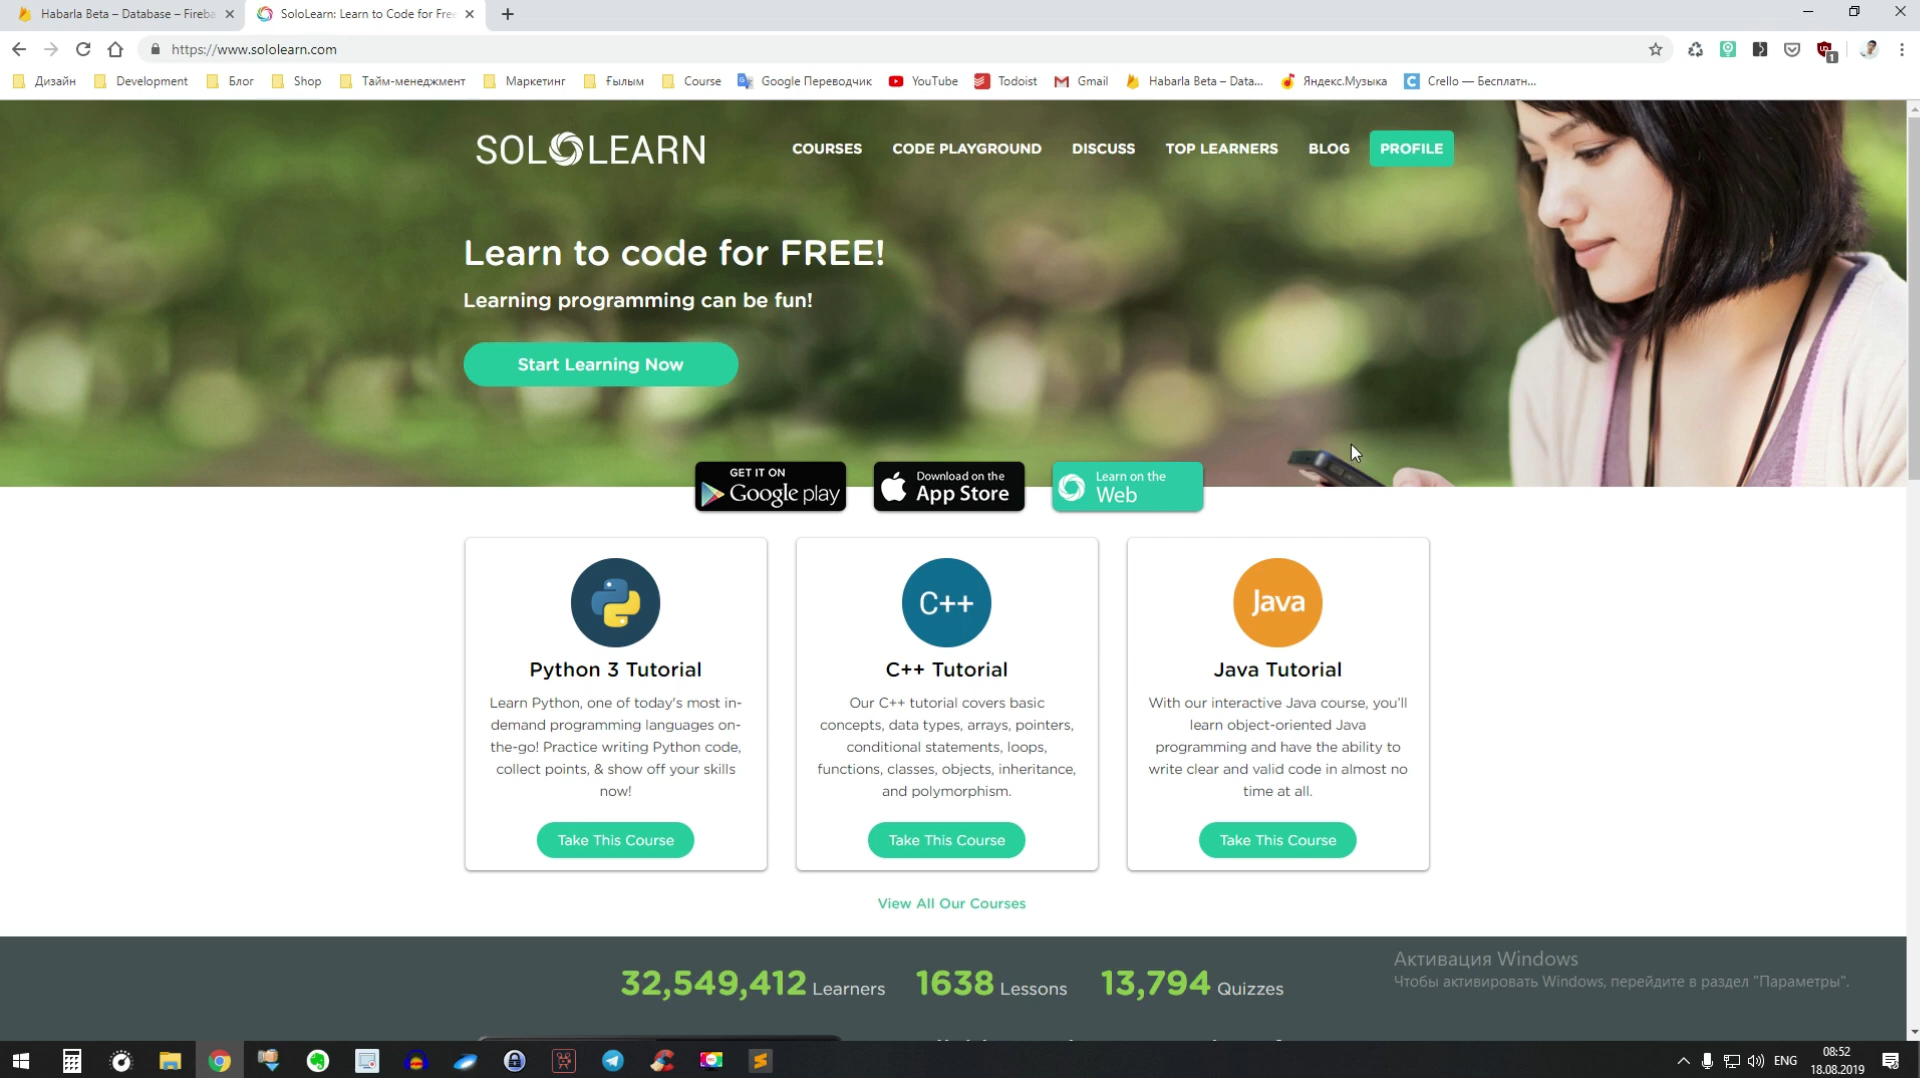 Habarla Beta – Database – Fireba
SoloLearn: Learn to Code for Free
https://www.sololearn.com
Дизайн
Development
Блог
Shop
Тайм-менеджмент
Маркетинг
Ғылым
Course
Google Переводчик
YouTube
Todoist
Gmail
Habarla Beta – Data...
Яндекс.Музыка
Crello — Бесплатн...
SOLOLEARN
COURSES
CODE PLAYGROUND
DISCUSS
TOP LEARNERS
BLOG
PROFILE
Learn to code for FREE!
Learning programming can be fun!
Start Learning Now
GET IT ON
Google play
Download on the
App Store
Learn on the
Web
Python 3 Tutorial
Learn Python, one of today's most in-
demand programming languages on-
the-go! Practice writing Python code,
collect points, & show off your skills
now!
Take This Course
C++
C++ Tutorial
Our C++ tutorial covers basic
concepts, data types, arrays, pointers,
conditional statements, loops,
functions, classes, objects, inheritance,
and polymorphism.
Take This Course
Java
Java Tutorial
With our interactive Java course, you'll
learn object-oriented Java
programming and have the ability to
write clear and valid code in almost no
time at all.
Take This Course
View All Our Courses
32,549,412 Learners
1638 Lessons
13,794 Quizzes
Активация Windows
Чтобы активировать Windows, перейдите в раздел "Параметры".
ENG
08:52
18.08.2019